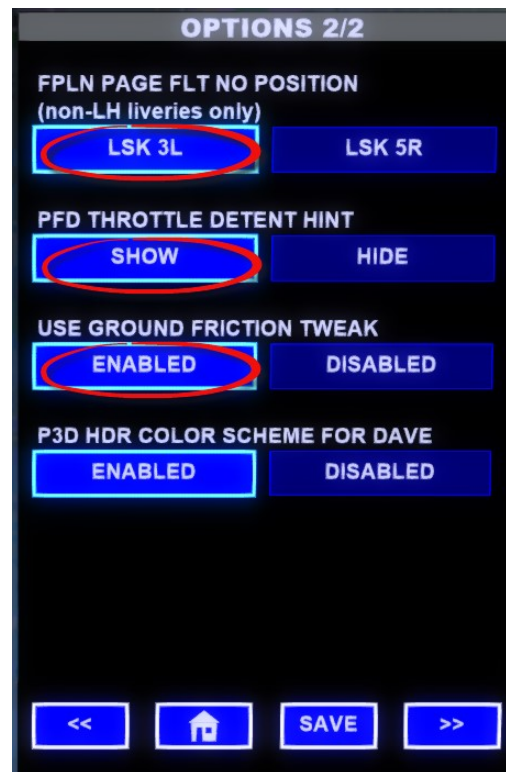 OPTIONS 2/2
FPLN PAGE FLT NO POSITION
(non-LH liveries only)
LSK 3L LSK 5R
PFD THROTTLE DETENT HINT
SHOW HIDE
USE GROUND FRICTION TWEAK
ENABLED DISABLED
P3D HDR COLOR SCHEME FOR DAVE
ENABLED DISABLED
<< SAVE >>